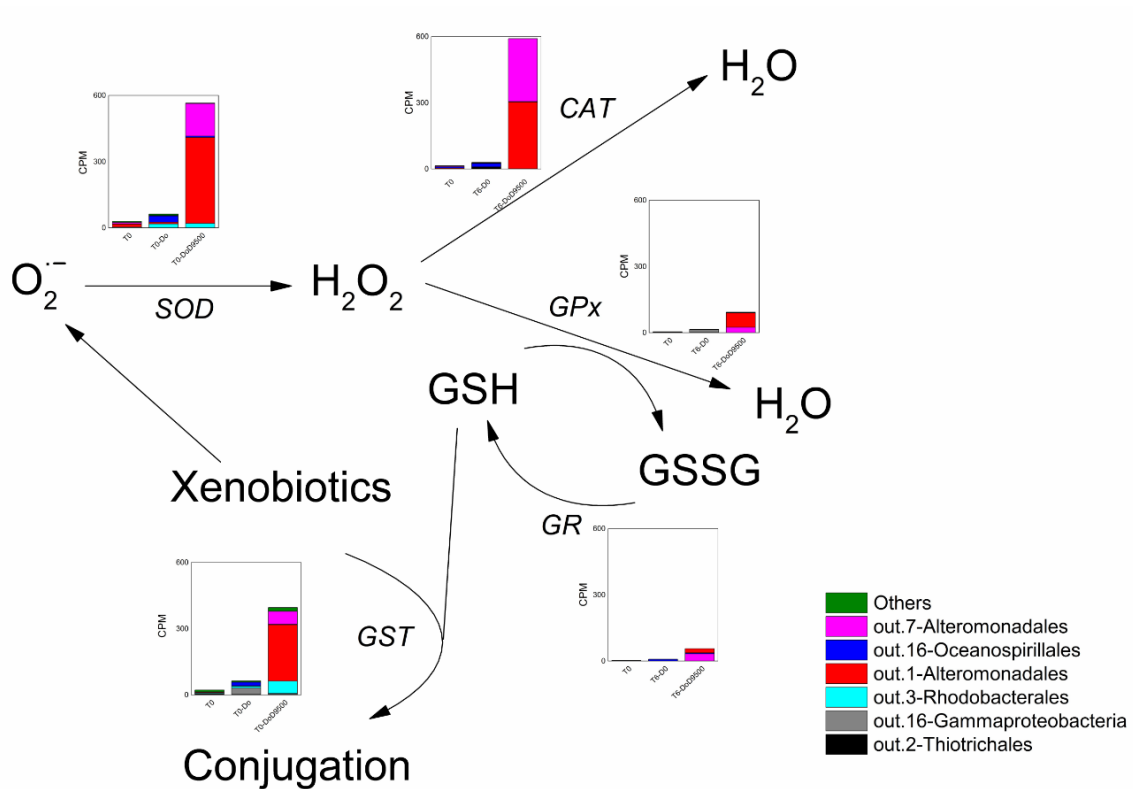 600
300
0
CPM
T0
T6-D0
T6-DoD9500
CAT
H2O
600
300
0
CPM
T0
T0-Do
T0-DoD9500
600
300
0
CPM
T0
T6-D0
T6-DoD9500
O2·−
SOD
H2O2
GPx
H2O
GSH
GSSG
Xenobiotics
GR
600
300
0
CPM
T0
T6-D0
T6-DoD9500
600
300
0
CPM
T0
T0-Do
T0-DoD9500
GST
Conjugation
Others
out.7-Alteromonadales
out.16-Oceanospirillales
out.1-Alteromonadales
out.3-Rhodobacterales
out.16-Gammaproteobacteria
out.2-Thiotrichales